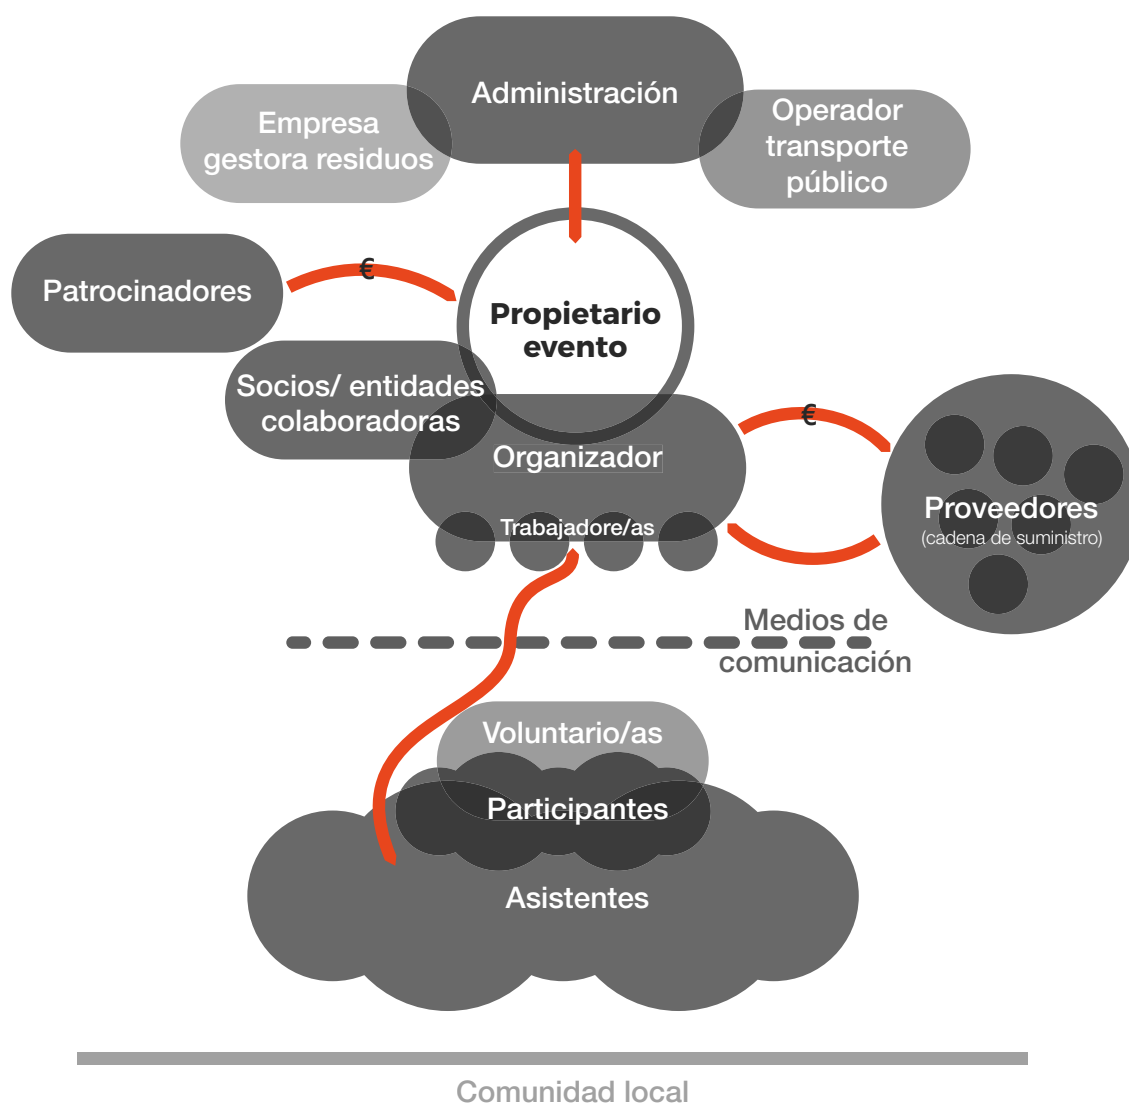 Administración
Empresa
gestora residuos
Operador
transporte
público
Patrocinadores
€
Propietario
evento
Socios/ entidades
colaboradoras
€
Organizador
Trabajadore/as
Proveedores
(cadena de suministro)
Medios de
comunicación
Voluntario/as
Participantes
Asistentes
Comunidad local